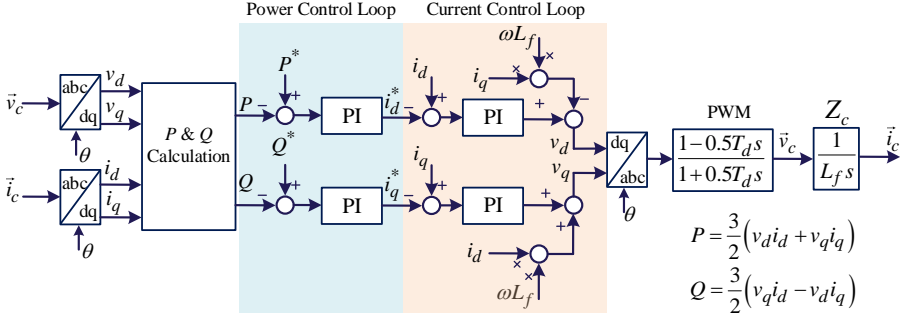 Power Control Loop
Current Control Loop
ωL_f
P^*
i_d
i_q
×
×
v⃗_c
abc
dq
θ
v_d
v_q
P & Q
Calculation
P
−
+
PI
i_d^*
−
+
PI
+
−
v_d
PWM
Z_c
Q^*
i_q
dq
abc
θ
(1−0.5T_d s)/(1+0.5T_d s)
v⃗_c
1/(L_f s)
i⃗_c
i⃗_c
abc
dq
θ
i_d
i_q
Q
−
+
PI
i_q^*
−
+
PI
+
+
v_q
i_d
×
×
ωL_f
P = 3/2 (v_d i_d + v_q i_q)
Q = 3/2 (v_q i_d − v_d i_q)